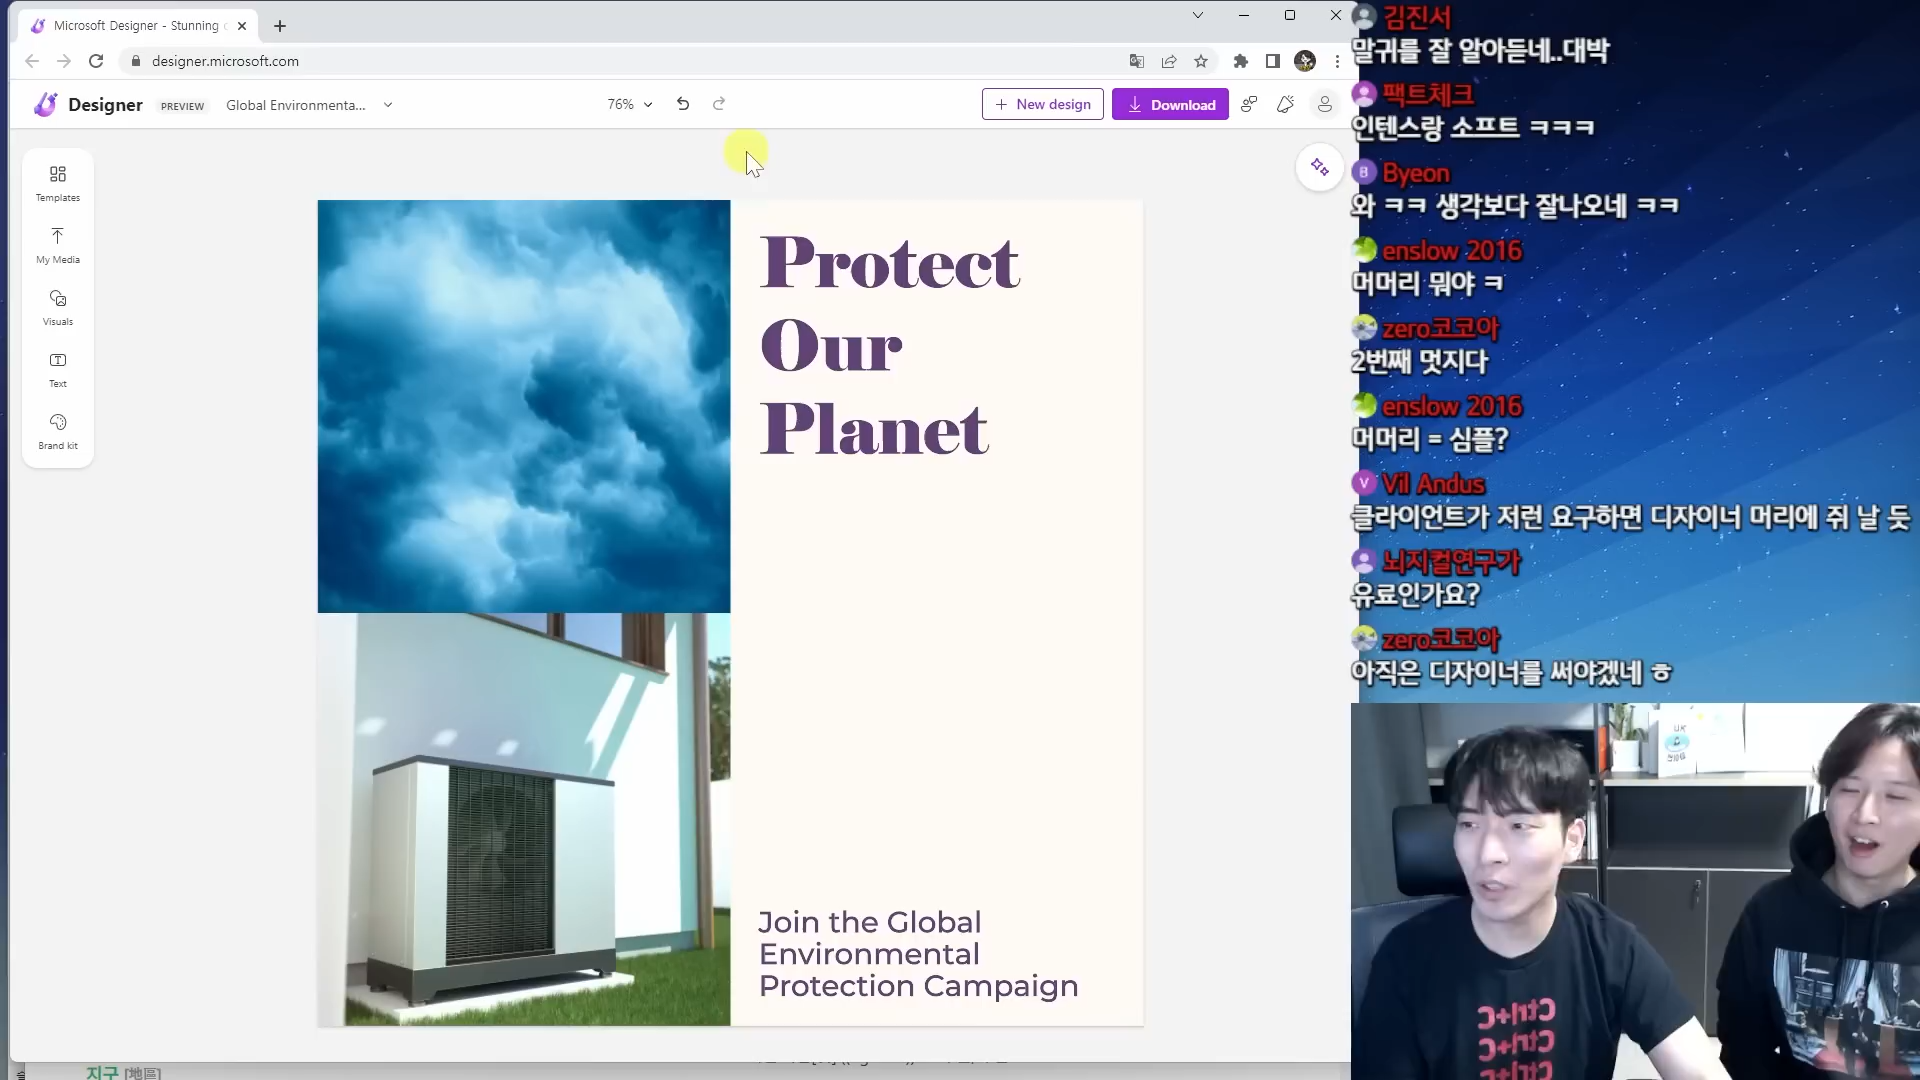 Microsoft Designer - Stunning
designer.microsoft.com
Designer PREVIEW Global Environmenta... 76% New design Download
Templates
My Media
Visuals
Text
Brand kit
Protect
Our
Planet
Join the Global
Environmental
Protection Campaign
지구 [地區]
김진서
말귀를 잘 알아듣네..대박
팩트체크
인텐스랑 소프트 ㅋㅋㅋ
B Byeon
와 ㅋㅋ 생각보다 잘나오네 ㅋㅋ
enslow 2016
머머리 뭐야 ㅋ
zero코코아
2번째 멋지다
enslow 2016
머머리 = 심플?
V Vil Andus
클라이언트가 저런 요구하면 디자이너 머리에 쥐 날 듯
뇌지컬연구가
유료인가요?
zero코코아
아직은 디자이너를 써야겠네 ㅎ
Ctrl+C
Ctrl+C
Ctrl+C